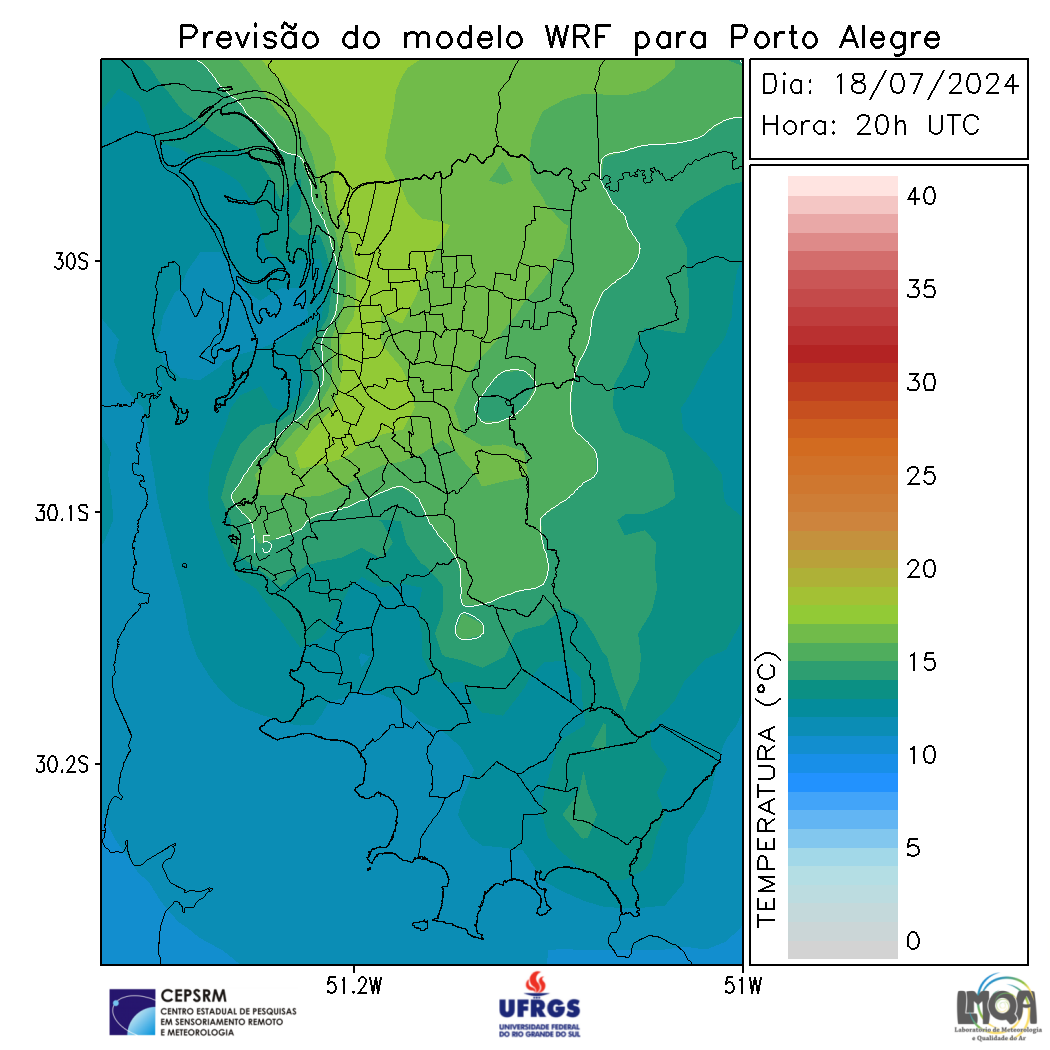 Previsão do modelo WRF para Porto Alegre
Dia: 18/07/2024
Hora: 20h UTC
40
35
30
25
20
15
10
5
0
TEMPERATURA (°C)
30S
30.1S
30.2S
15
51.2W
51W
CEPSRM
CENTRO ESTADUAL DE PESQUISAS
EM SENSORIAMENTO REMOTO
E METEOROLOGIA
UFRGS
UNIVERSIDADE FEDERAL
DO RIO GRANDE DO SUL
LMQA
Laboratório de Meteorologia
e Qualidade do Ar